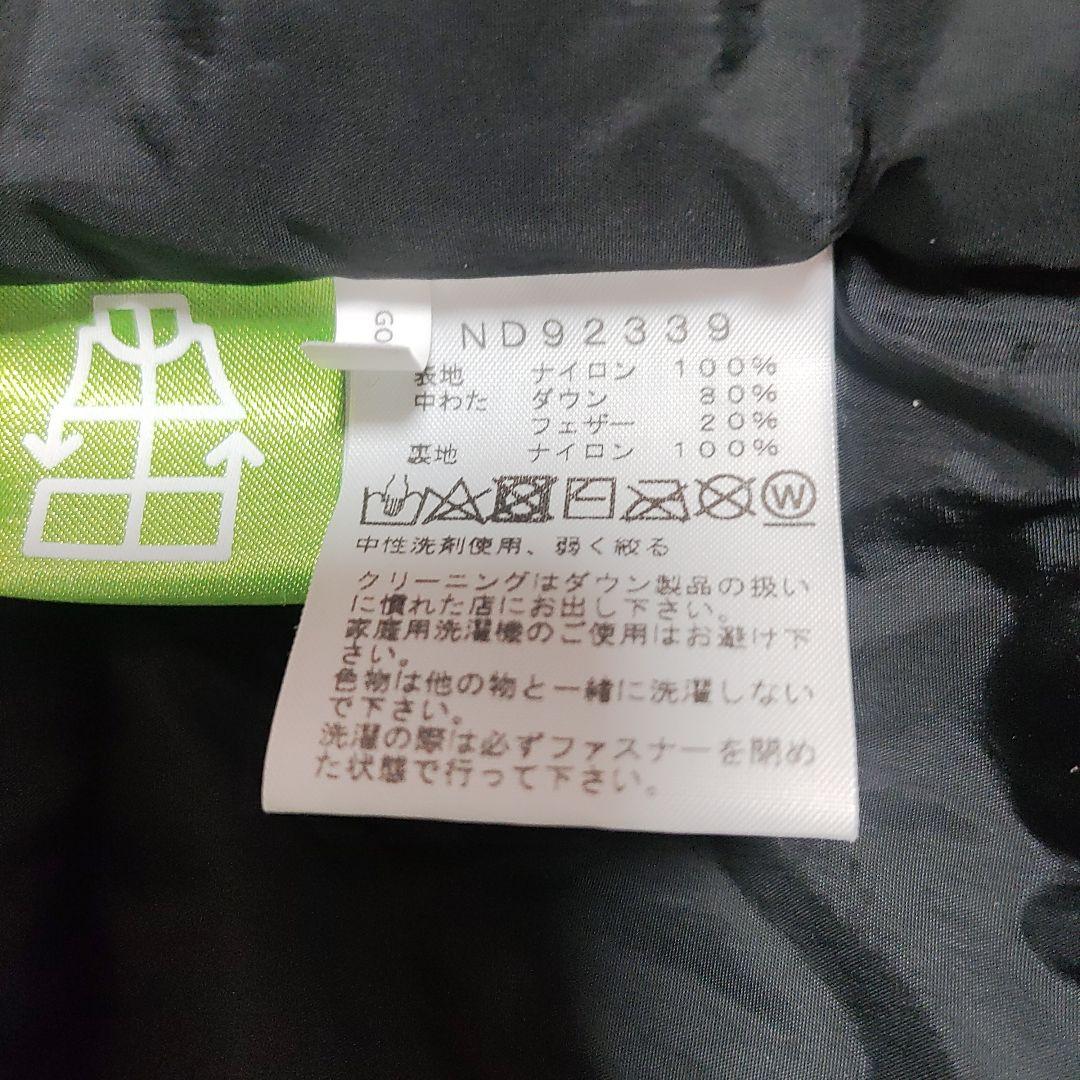 GO
ND92339
表地 ナイロン 100%
中わた ダウン 80%
フェザー 20%
裏地 ナイロン 100%
W
中性洗剤使用、弱く絞る
クリーニングはダウン製品の扱い
に慣れた店にお出し下さい。
家庭用洗濯機のご使用はお避け下
さい。
色物は他の物と一緒に洗濯しない
で下さい。
洗濯の際は必ずファスナーを閉め
た状態で行って下さい。